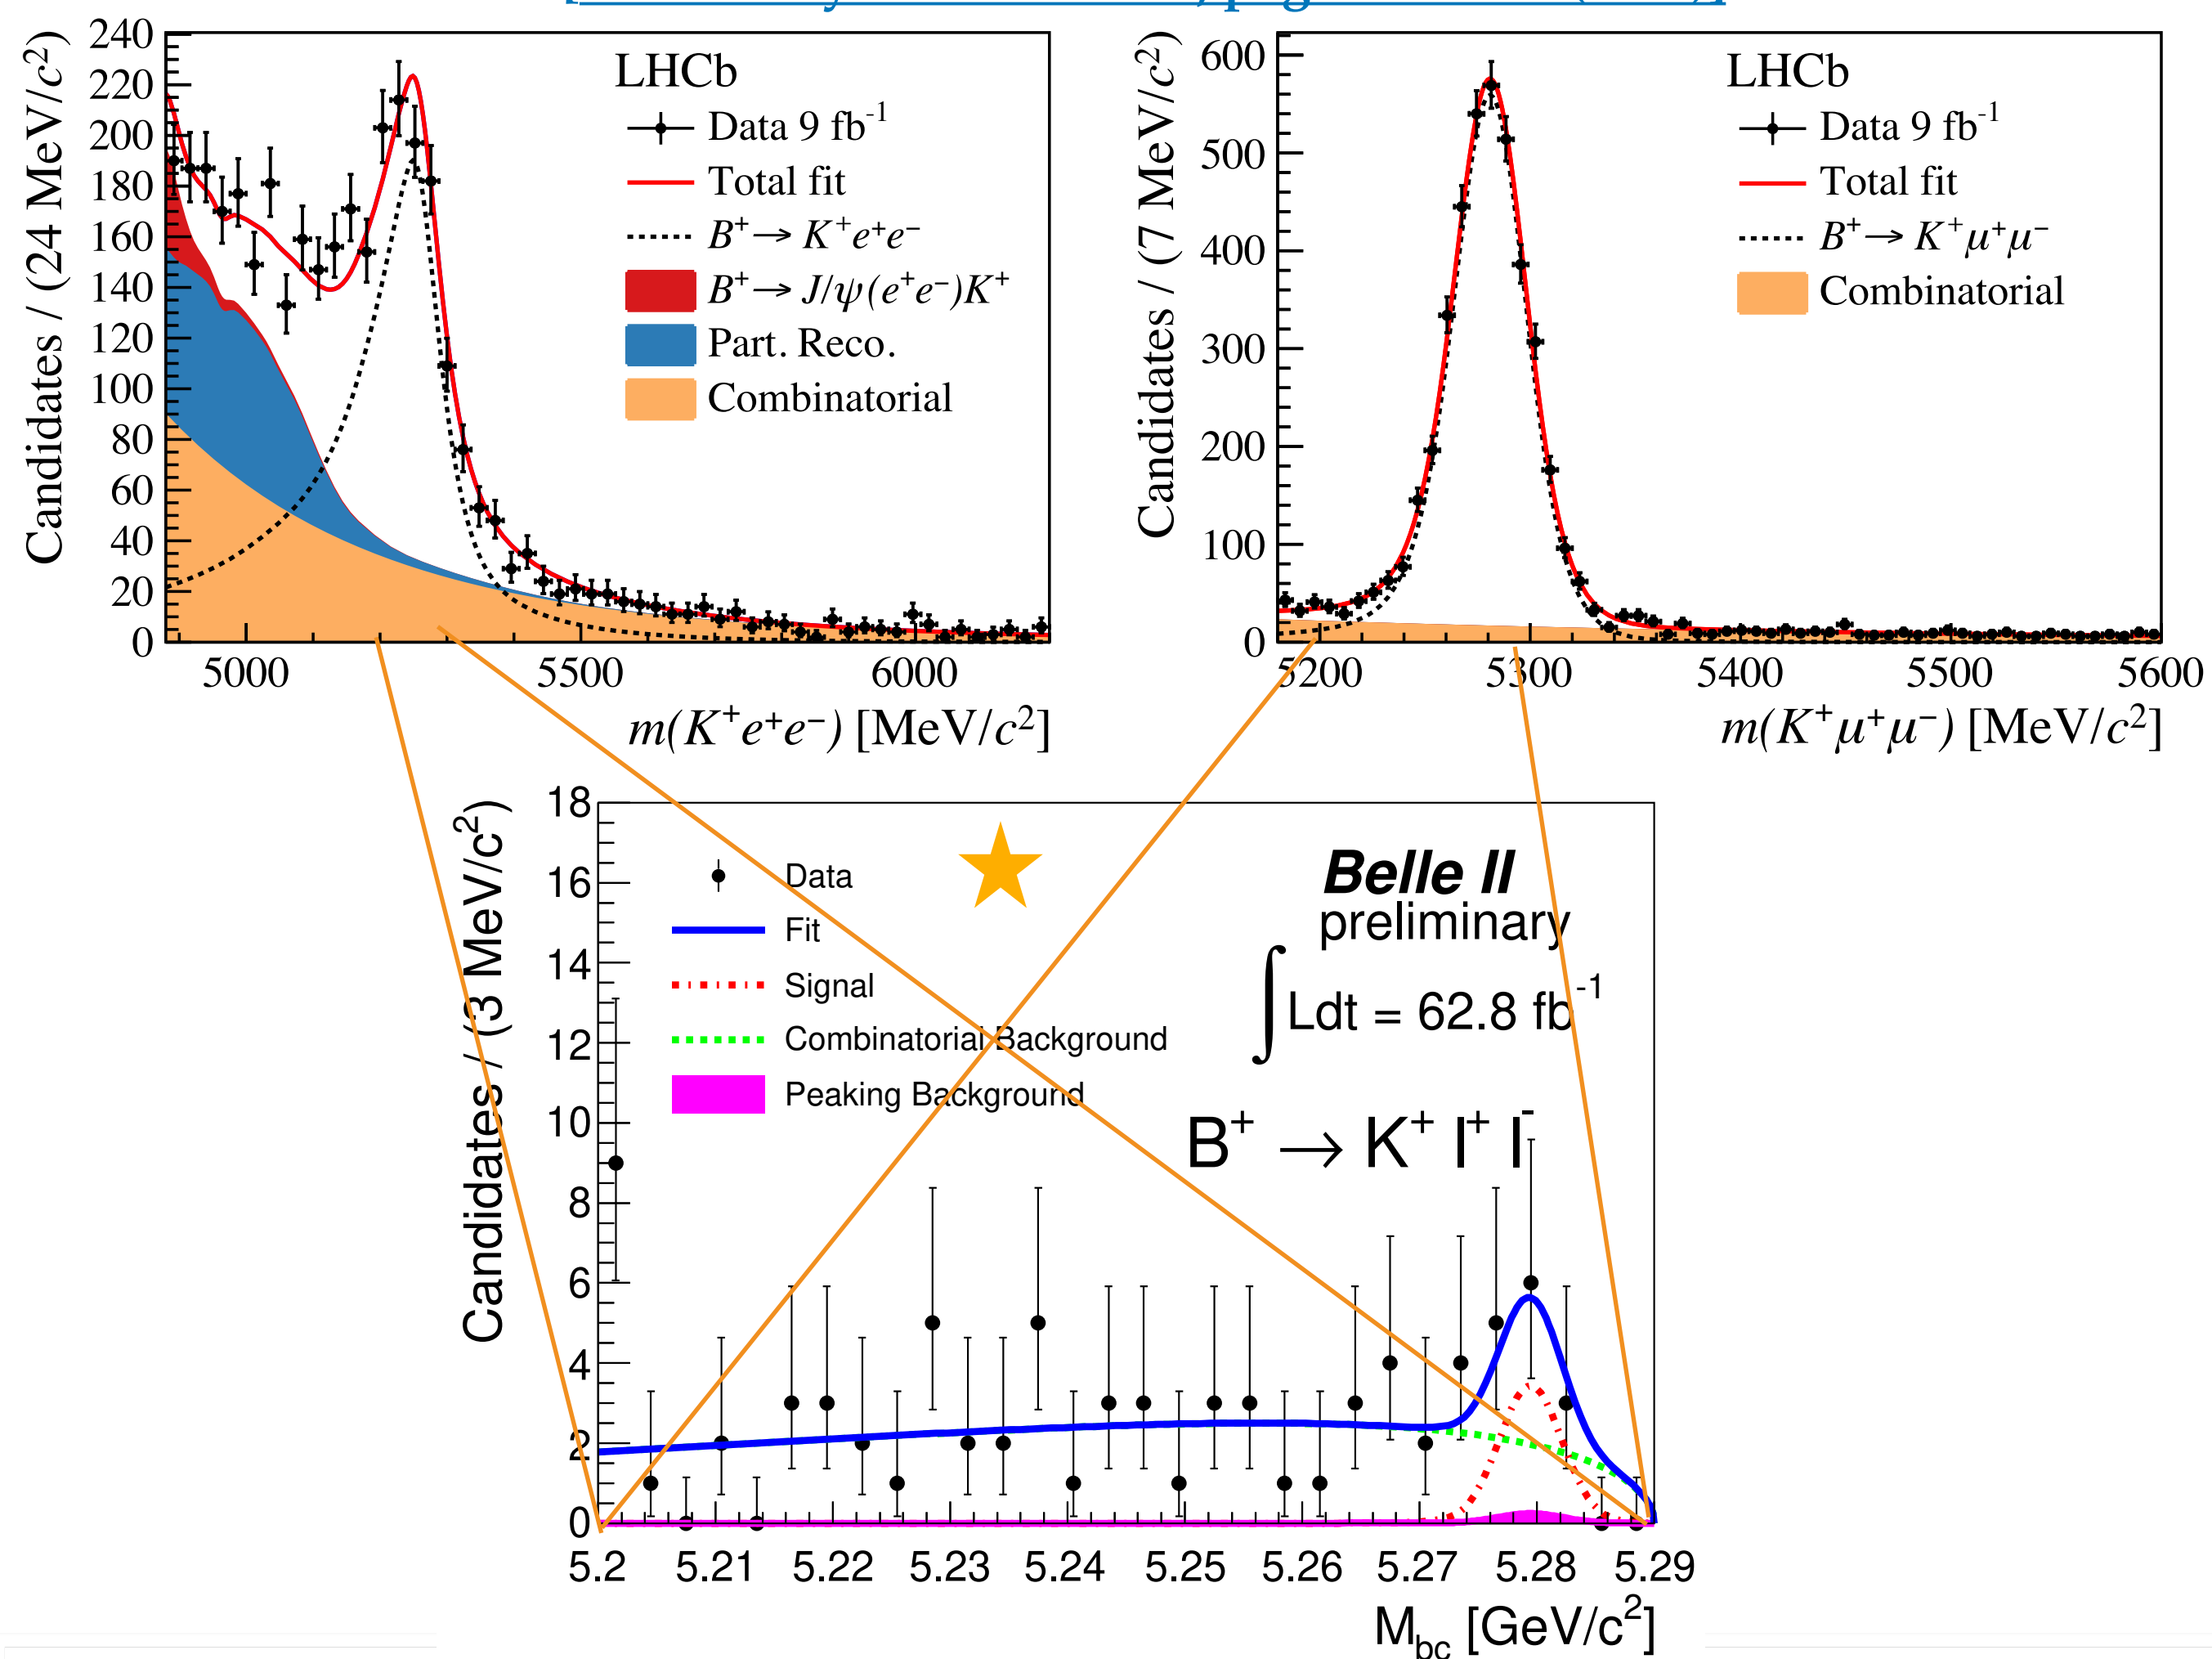 240
220
200
180
160
140
120
100
80
60
40
20
0
Candidates / (24 MeV/c²)
LHCb
Data 9 fb⁻¹
Total fit
B⁺ → K⁺e⁺e⁻
B⁺ → J/ψ(e⁺e⁻)K⁺
Part. Reco.
Combinatorial
5000 5500 6000
m(K⁺e⁺e⁻) [MeV/c²]
600
500
400
300
200
100
0
Candidates / (7 MeV/c²)
LHCb
Data 9 fb⁻¹
Total fit
B⁺ → K⁺μ⁺μ⁻
Combinatorial
5200 5300 5400 5500 5600
m(K⁺μ⁺μ⁻) [MeV/c²]
18
16
14
12
10
8
6
4
2
0
Candidates / (3 MeV/c²)
Data
Fit
Signal
Combinatorial Background
Peaking Background
Belle II
preliminary
∫Ldt = 62.8 fb⁻¹
B⁺ → K⁺ l⁺ l⁻
5.2 5.21 5.22 5.23 5.24 5.25 5.26 5.27 5.28 5.29
M_bc [GeV/c²]